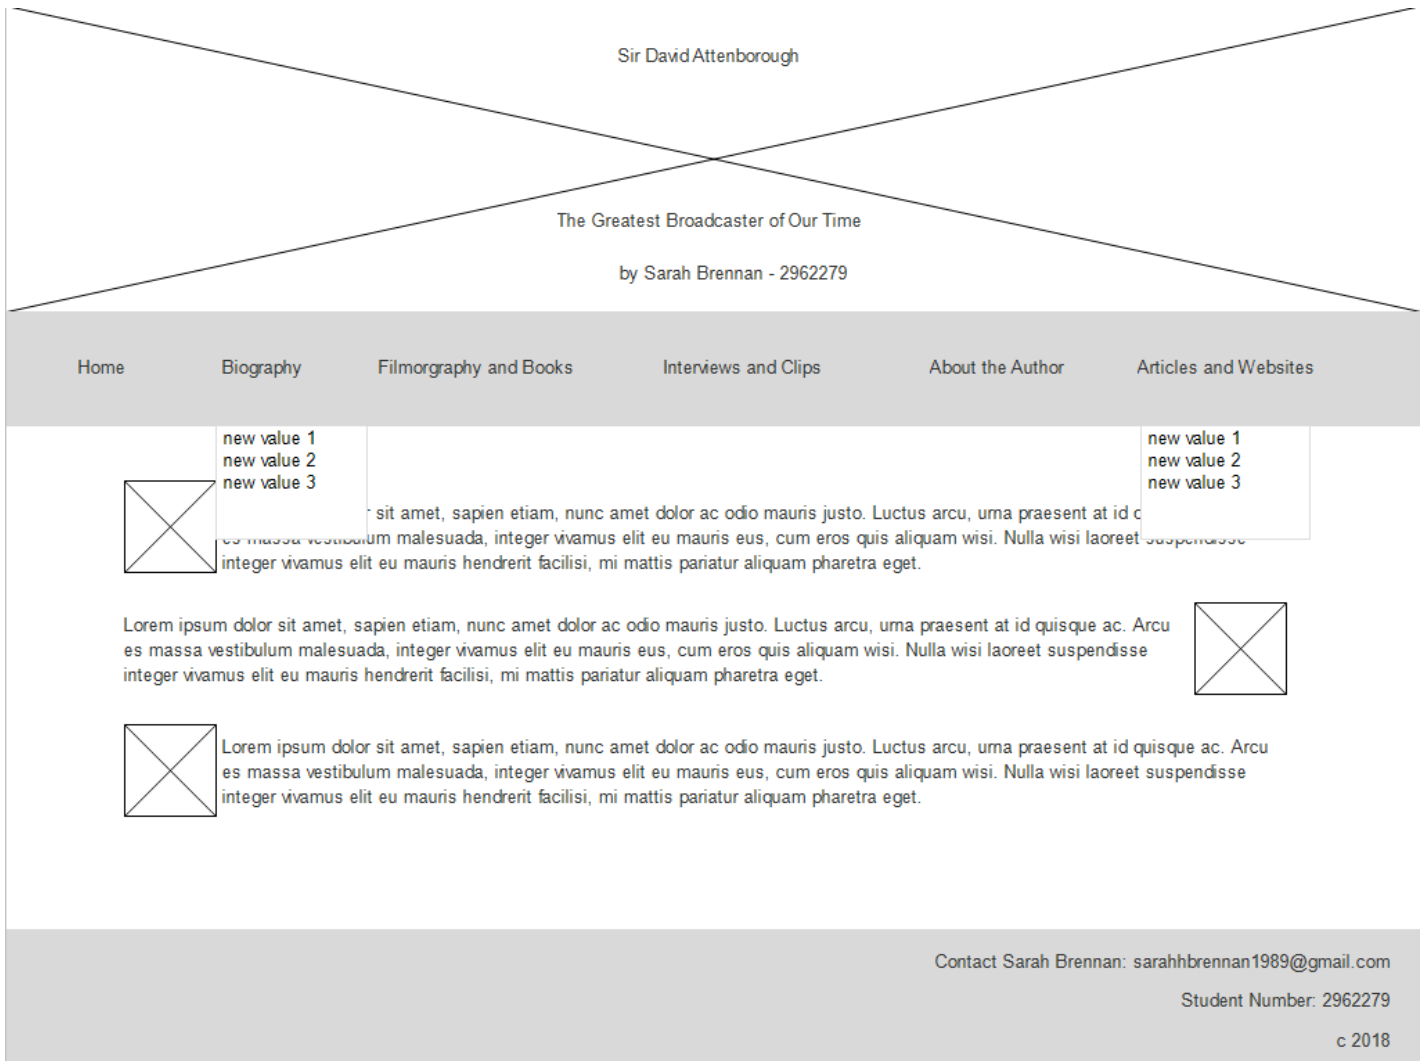 Sir David Attenborough
The Greatest Broadcaster of Our Time
by Sarah Brennan - 2962279
Home Biography Filmorgraphy and Books Interviews and Clips About the Author Articles and Websites
new value 1
new value 2
new value 3
new value 1
new value 2
new value 3
sit amet, sapien etiam, nunc amet dolor ac odio mauris justo. Luctus arcu, urna praesent at id
es massa vestibulum malesuada, integer vivamus elit eu mauris eus, cum eros quis aliquam wisi. Nulla wisi laoreet suspendisse
integer vivamus elit eu mauris hendrerit facilisi, mi mattis pariatur aliquam pharetra eget.
Lorem ipsum dolor sit amet, sapien etiam, nunc amet dolor ac odio mauris justo. Luctus arcu, urna praesent at id quisque ac. Arcu
es massa vestibulum malesuada, integer vivamus elit eu mauris eus, cum eros quis aliquam wisi. Nulla wisi laoreet suspendisse
integer vivamus elit eu mauris hendrerit facilisi, mi mattis pariatur aliquam pharetra eget.
Lorem ipsum dolor sit amet, sapien etiam, nunc amet dolor ac odio mauris justo. Luctus arcu, urna praesent at id quisque ac. Arcu
es massa vestibulum malesuada, integer vivamus elit eu mauris eus, cum eros quis aliquam wisi. Nulla wisi laoreet suspendisse
integer vivamus elit eu mauris hendrerit facilisi, mi mattis pariatur aliquam pharetra eget.
Contact Sarah Brennan: sarahhbrennan1989@gmail.com
Student Number: 2962279
c 2018